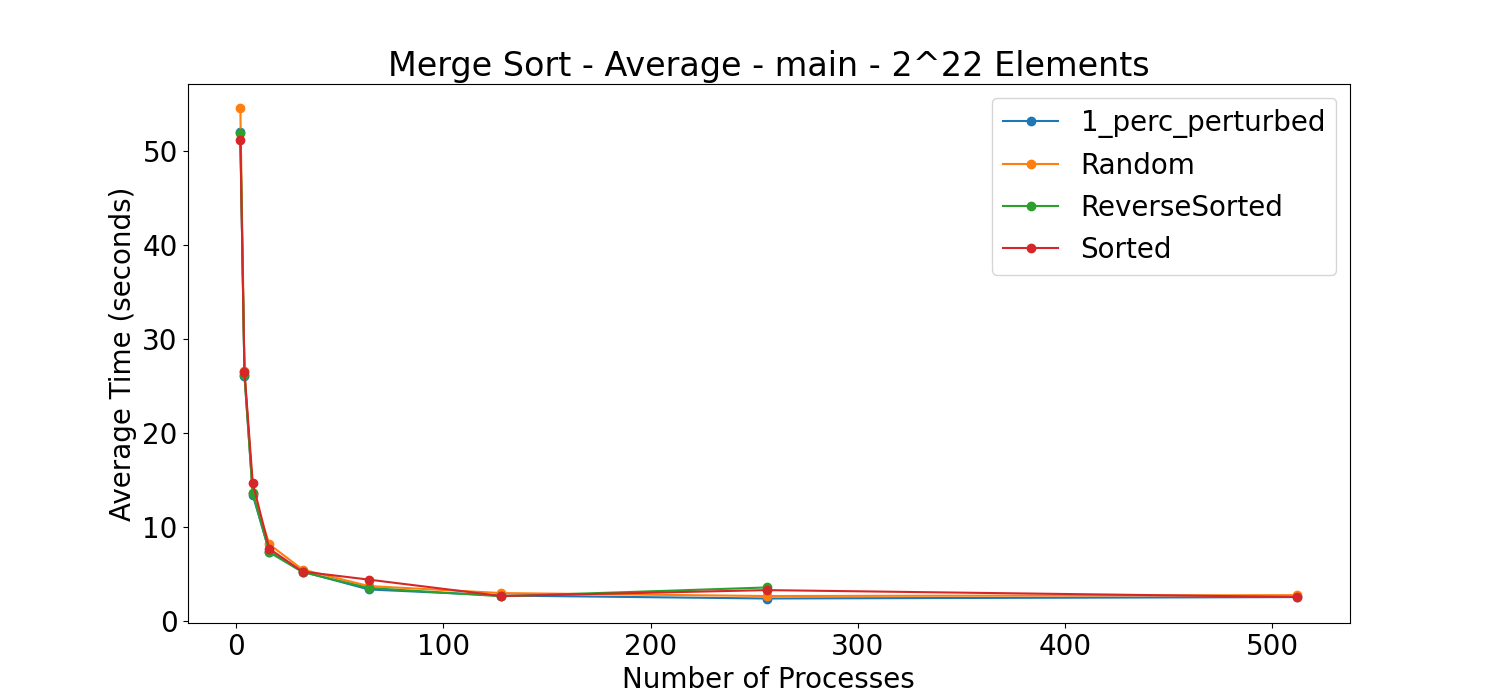 Merge Sort - Average - main - 2^22 Elements
1_perc_perturbed
Random
ReverseSorted
Sorted
Average Time (seconds)
50
40
30
20
10
0
0 100 200 300 400 500
Number of Processes